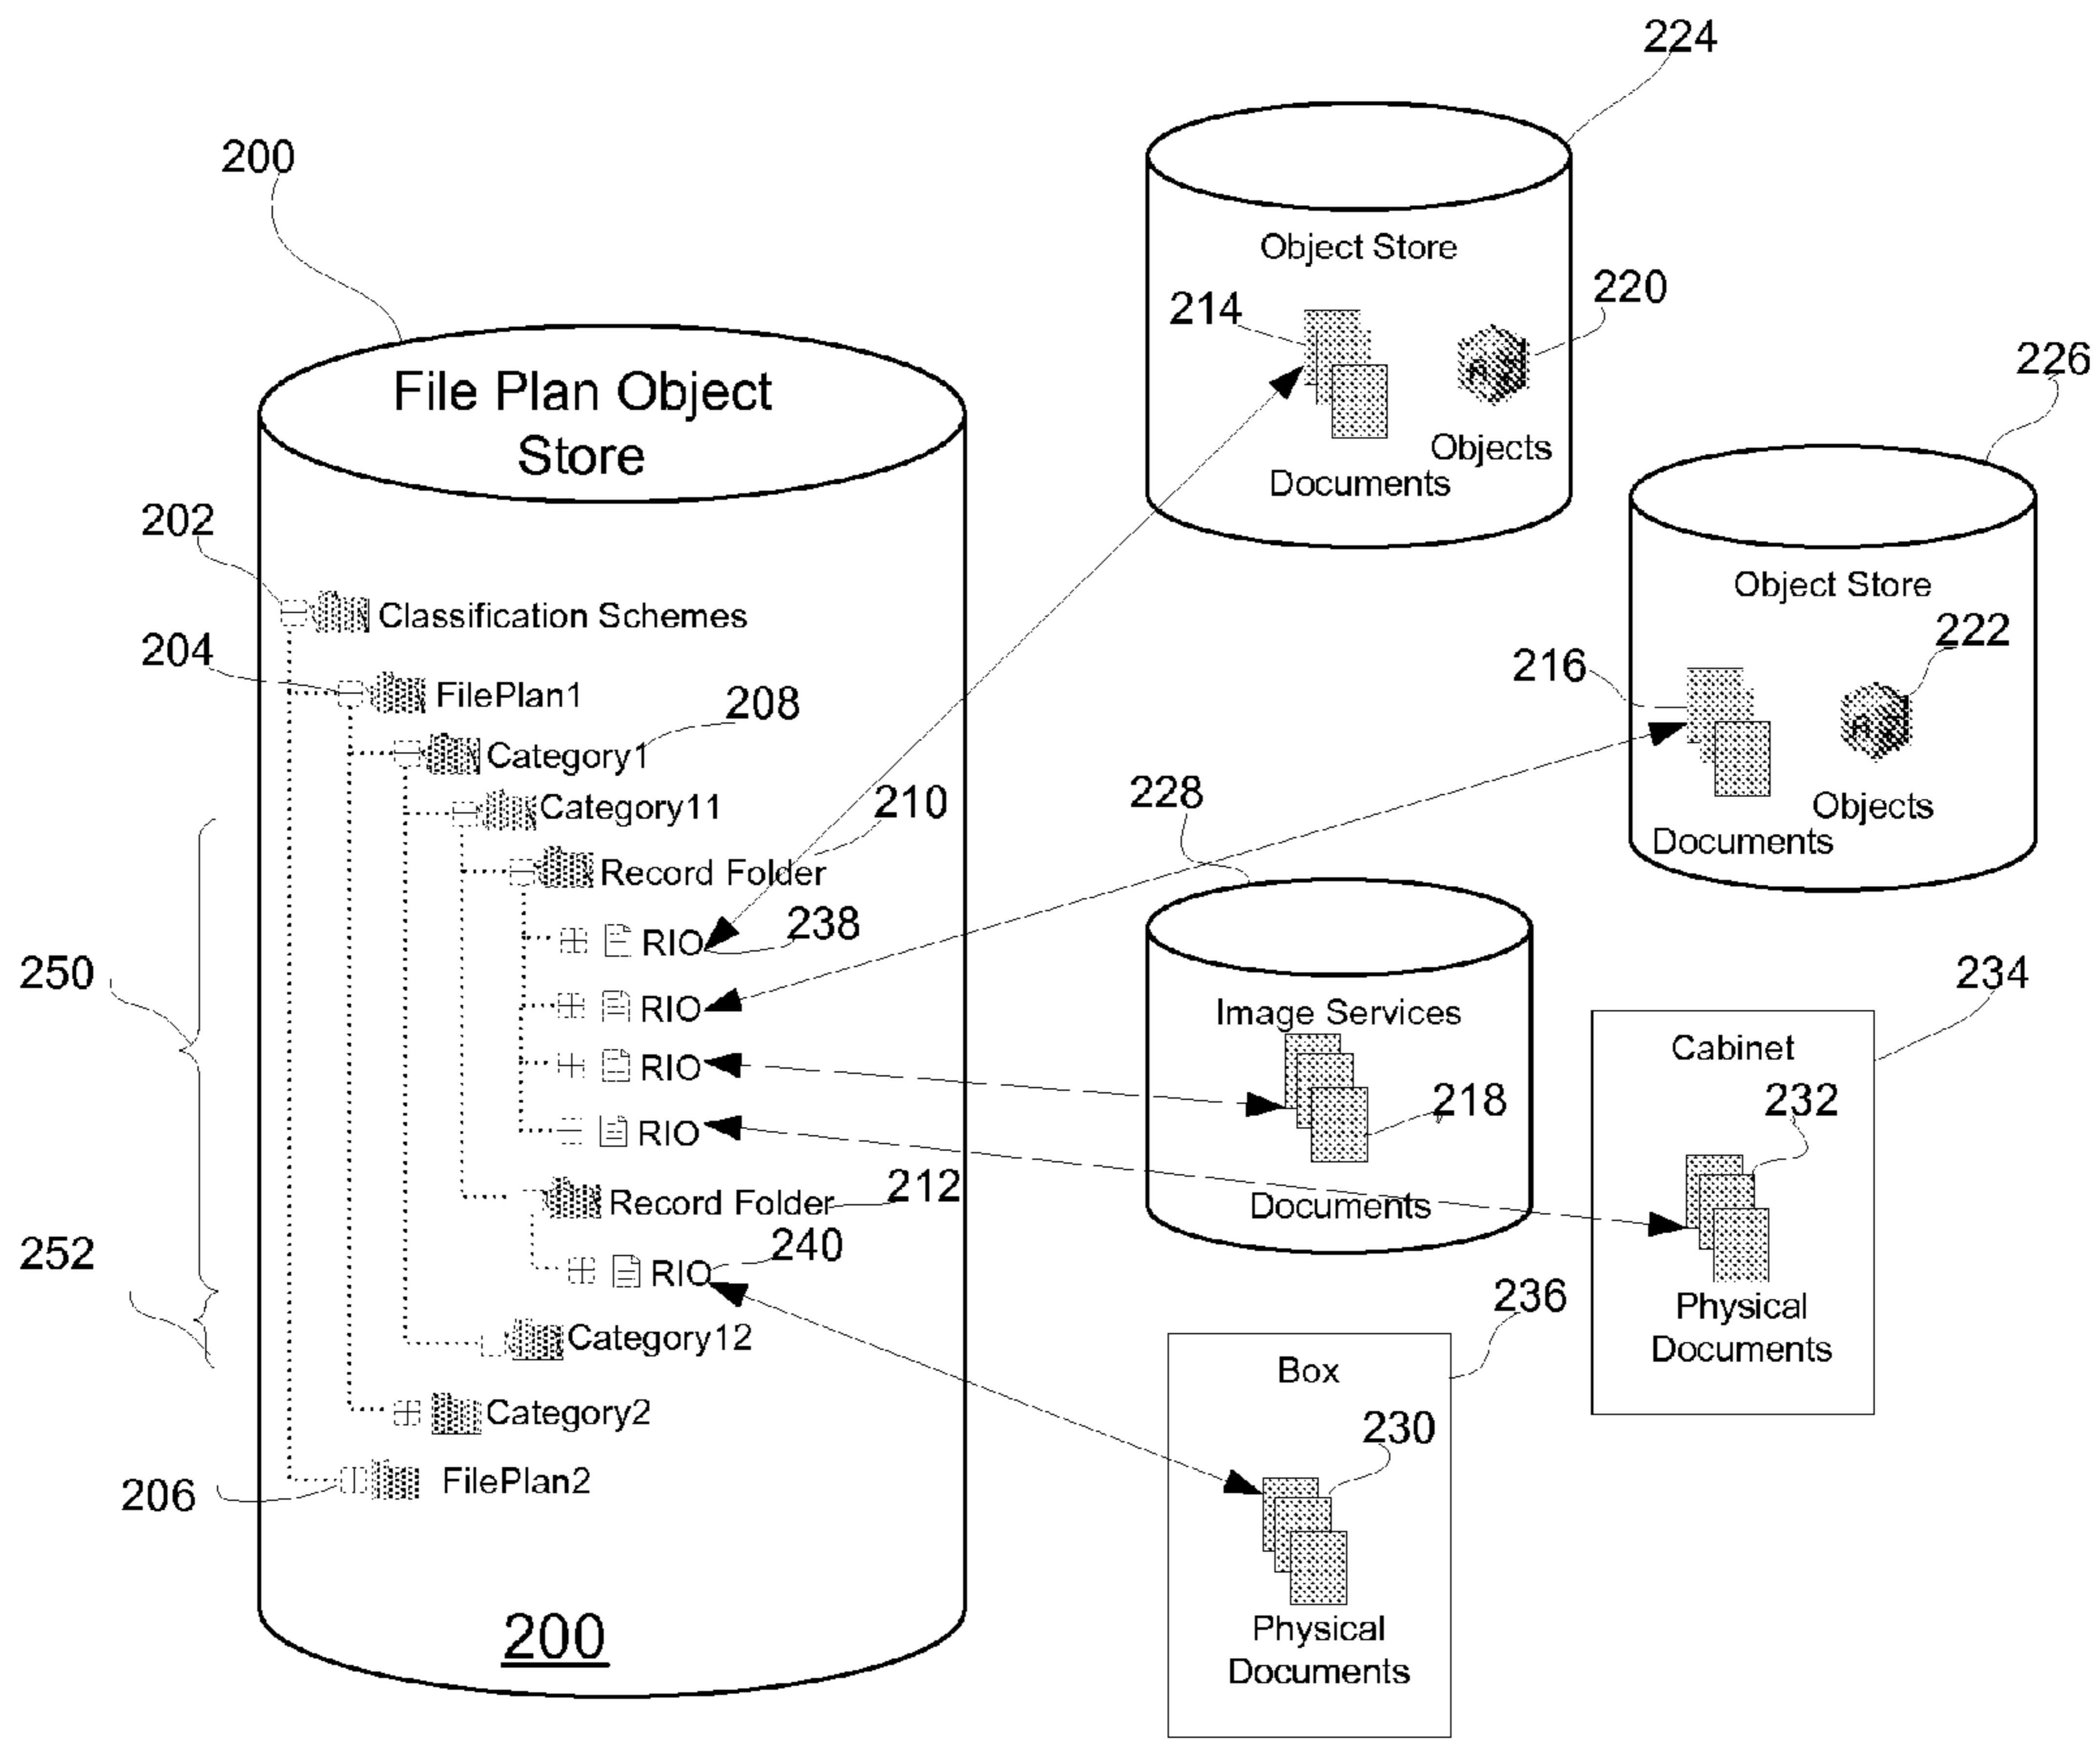 224
200
Object Store
214
220
226
File Plan Object
Store
Objects
Documents
202
Object Store
Classification Schemes
222
204
216
FilePlan1
208
Category1
228
210
Category11
Objects
Documents
Record Folder
238
RIO
250
234
RIO
Image Services
Cabinet
RIO
218
232
RIO
212
Record Folder
Documents
252
240
RIO
236
Physical
Documents
Category12
Box
Category2
230
FilePlan2
206
Physical
Documents
200